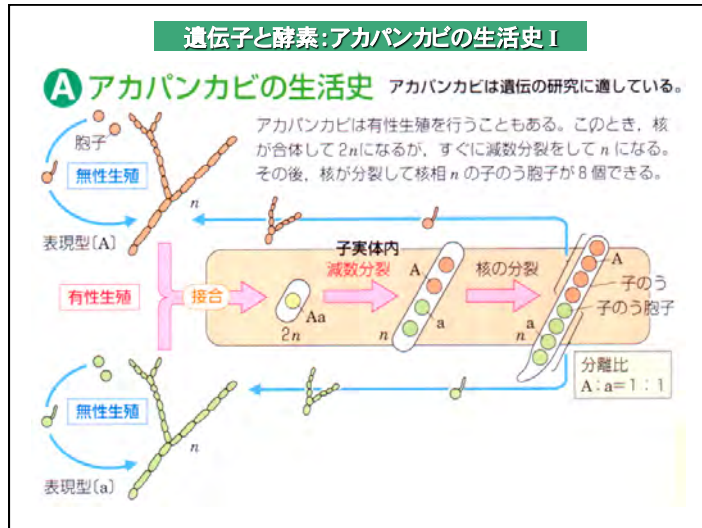 遺伝子と酵素:アカパンカビの生活史Ⅰ
A アカパンカビの生活史 アカパンカビは遺伝の研究に適している。
アカパンカビは有性生殖を行うこともある。このとき,核
が合体して2nになるが,すぐに減数分裂をしてnになる。
その後,核が分裂して核相nの子のう胞子が8個できる。
胞子
無性生殖
n
表現型〔A〕
有性生殖
接合
子実体内
減数分裂
核の分裂
Aa
2n
A
a
n
A
子のう
子のう胞子
a
n
分離比
A:a=1:1
無性生殖
n
表現型〔a〕